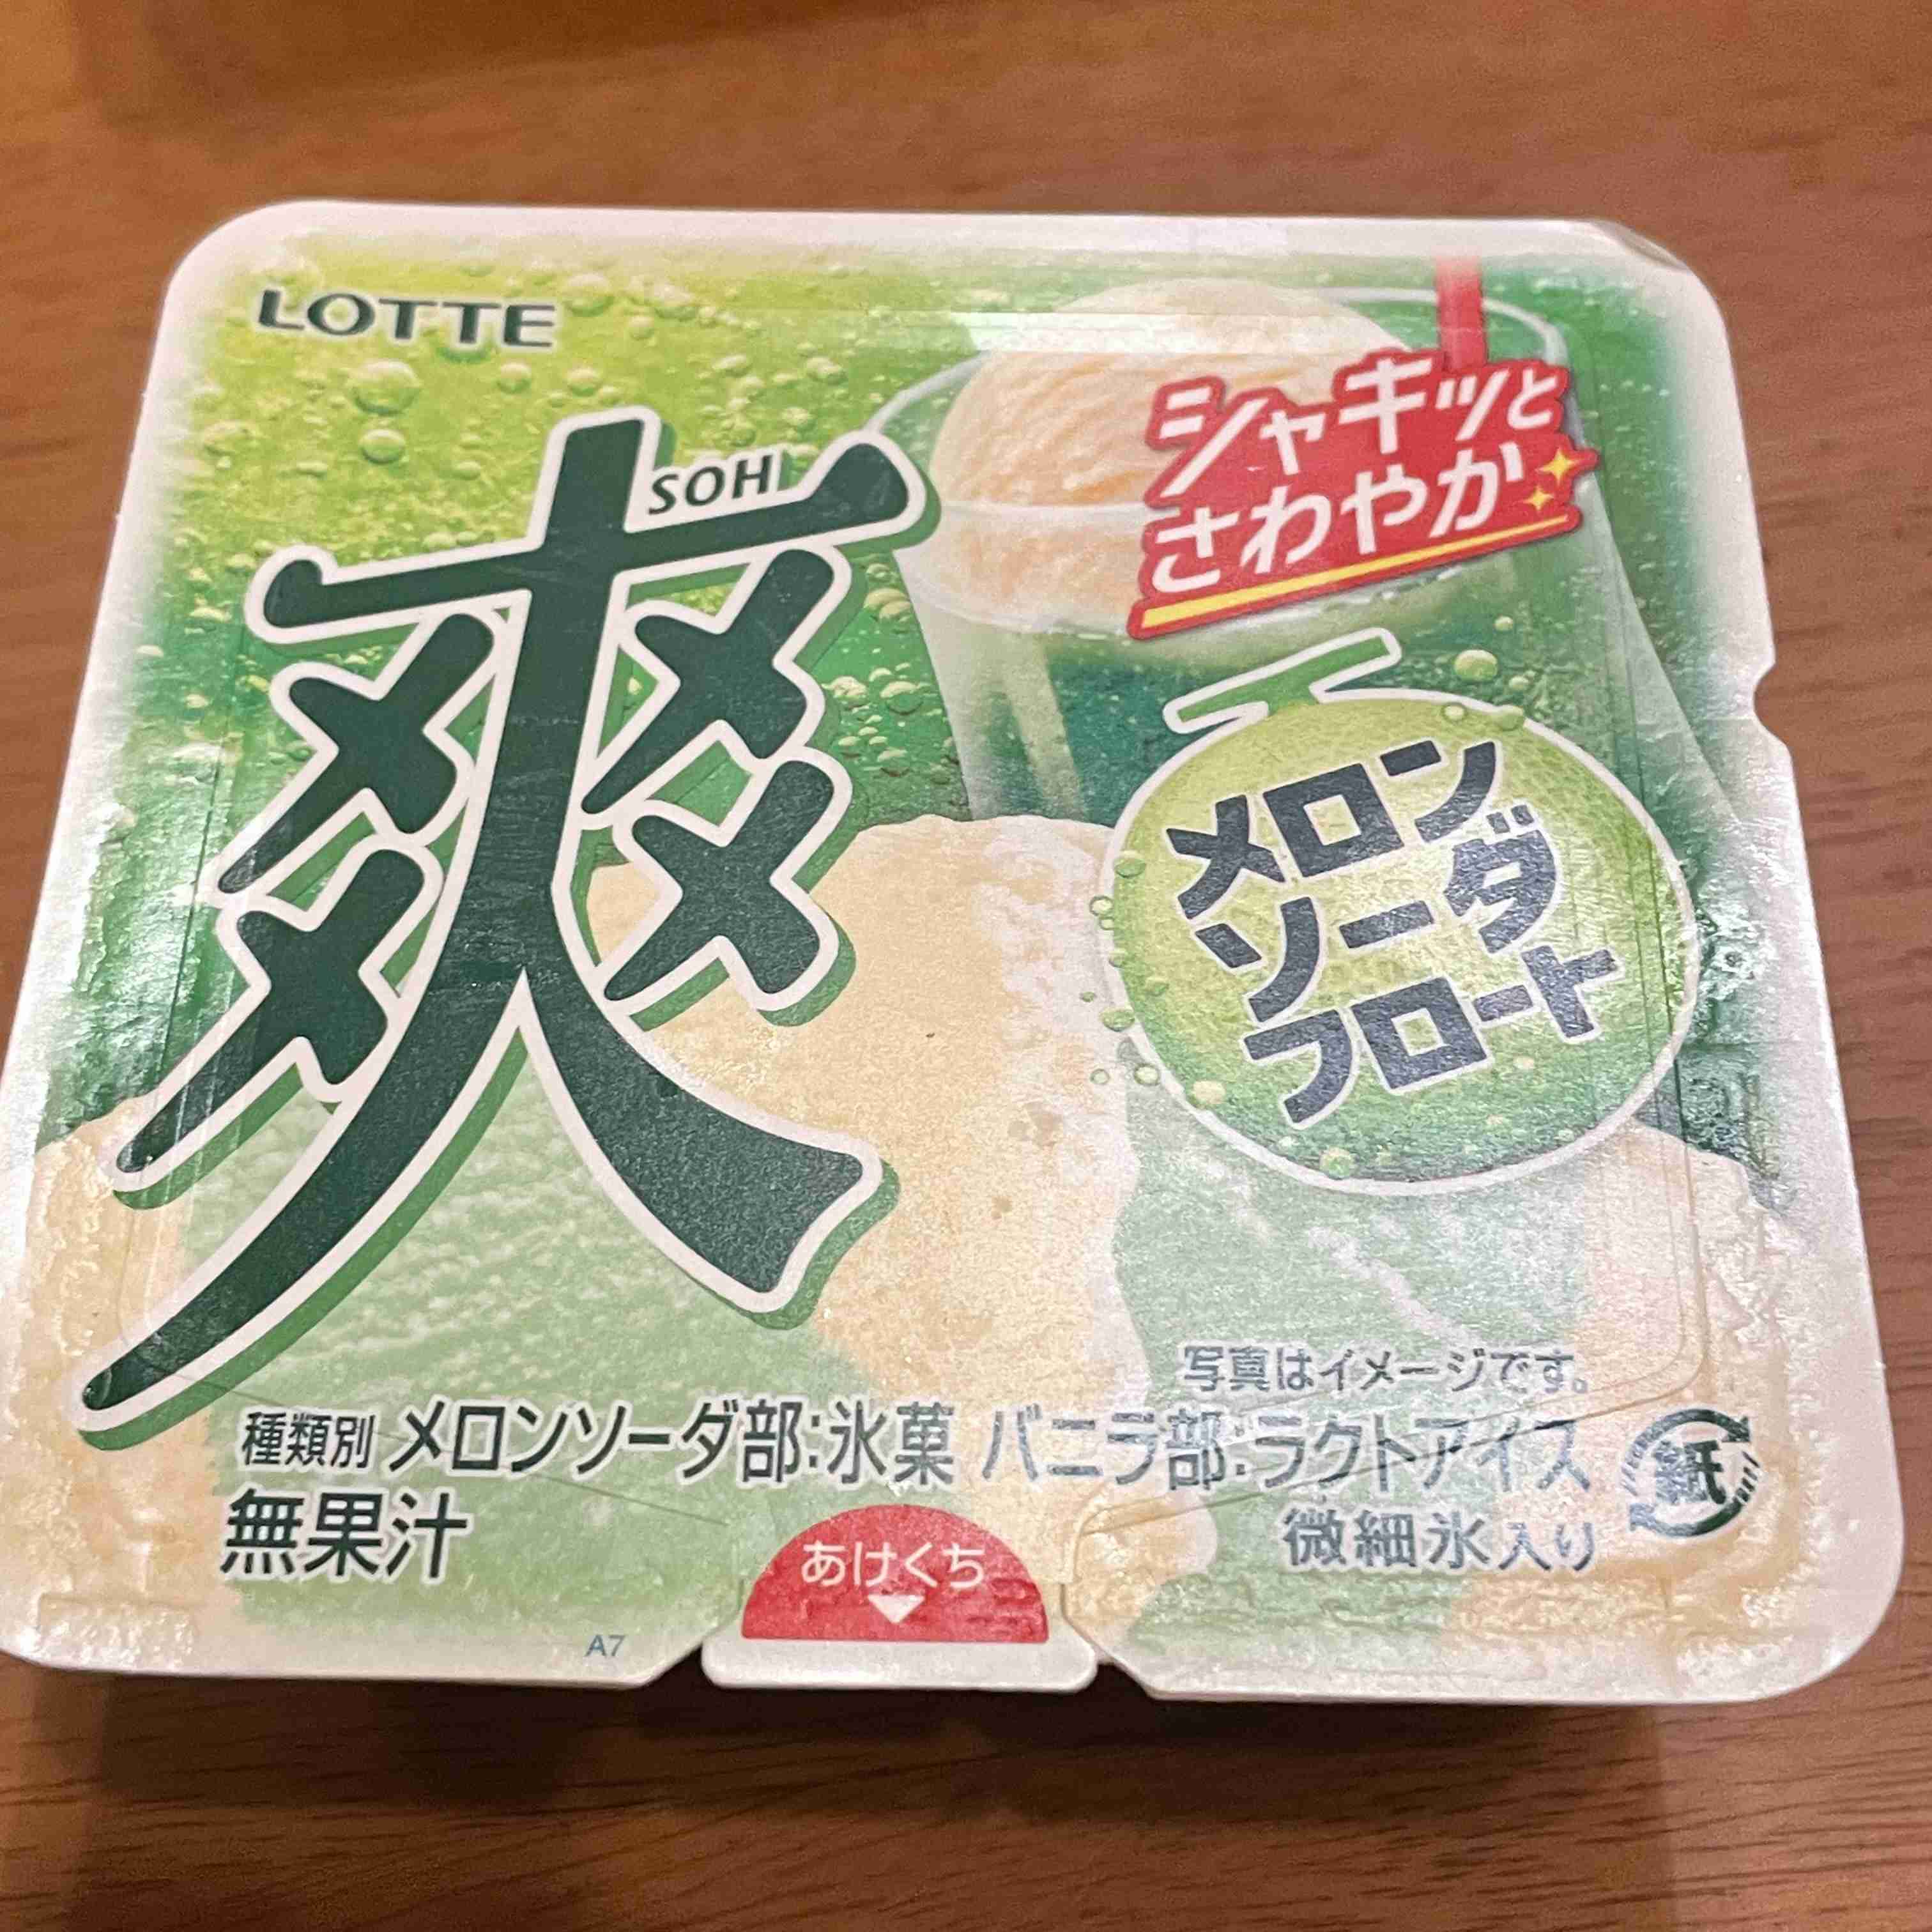 LOTTE
爽
SOH
シャキッと
さわやか
メロン
ソーダ
フロート
写真はイメージです。
種類別 メロンソーダ部:氷菓 バニラ部:ラクトアイス
無果汁
微細氷入り
紙
あけくち
A7